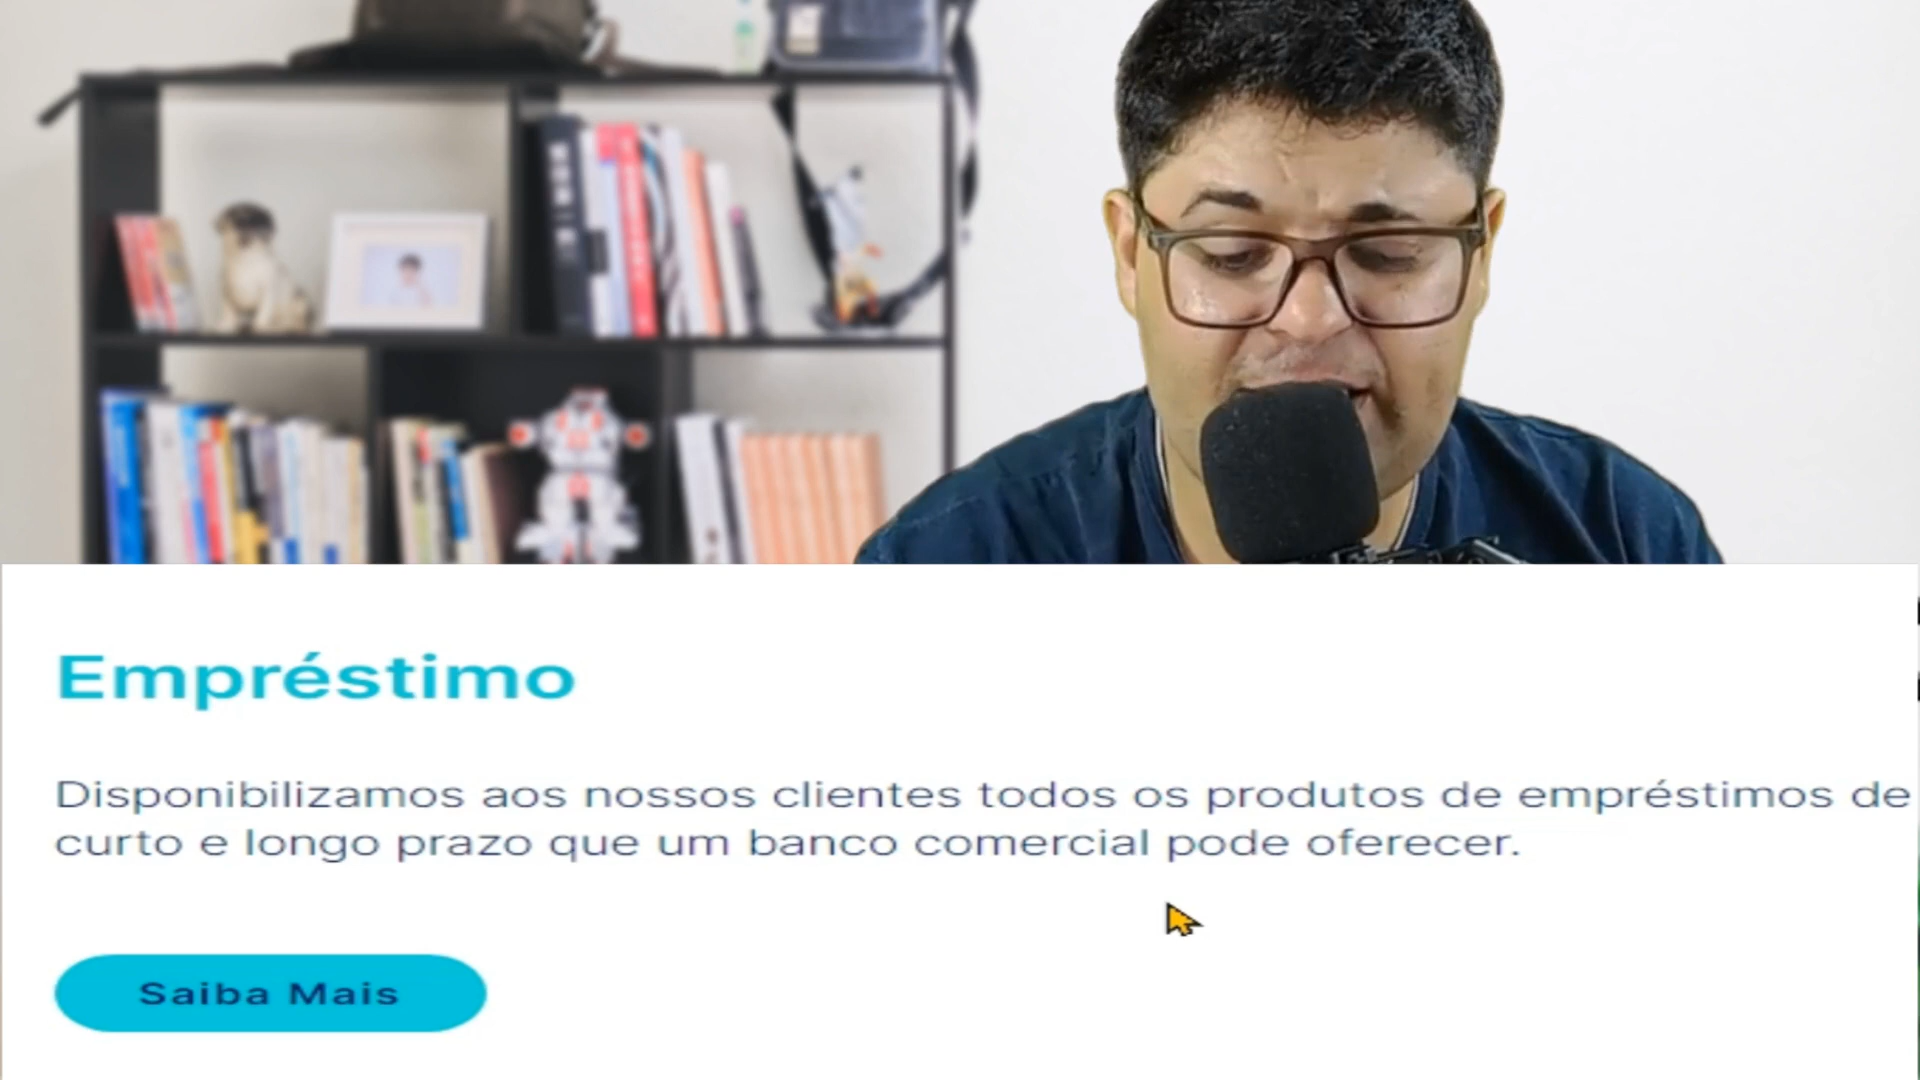 Empréstimo
Disponibilizamos aos nossos clientes todos os produtos de empréstimos de
curto e longo prazo que um banco comercial pode oferecer.
Saiba Mais